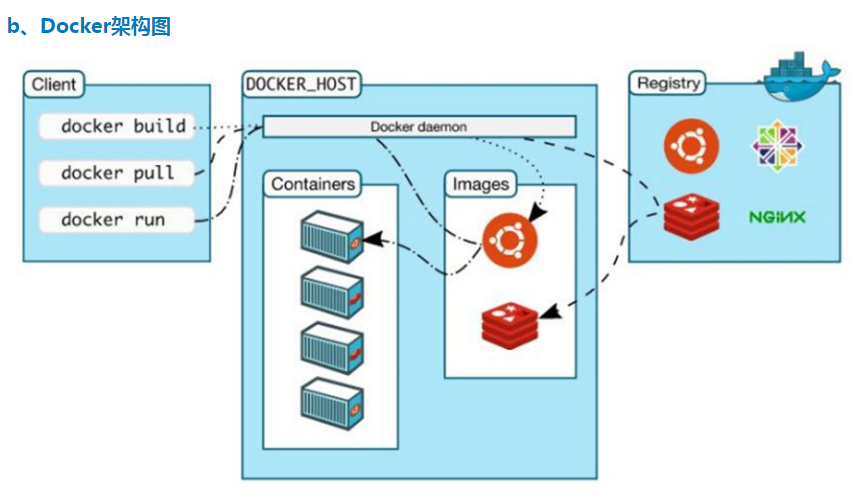 b、Docker架构图
Client
docker build
docker pull
docker run
DOCKER_HOST
Docker daemon
Containers
Images
Registry
NGiNX